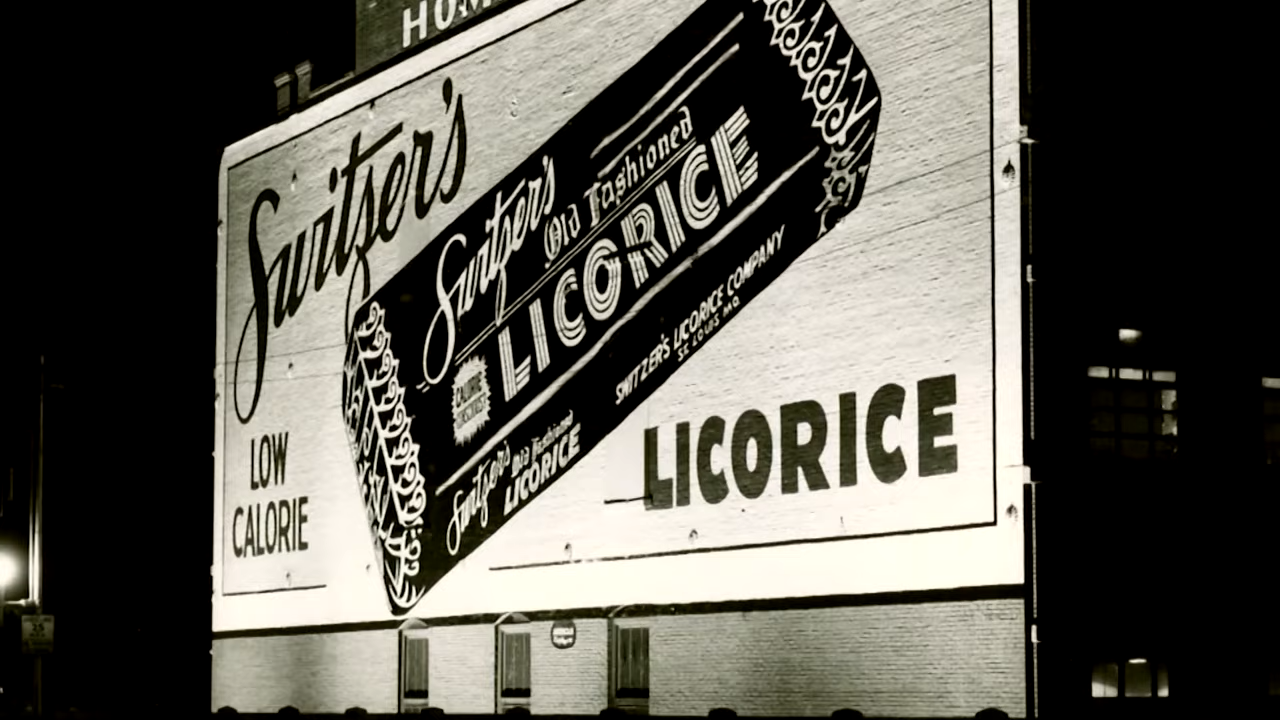 HOM
Switzer's
Switzer's
Old Fashioned
LICORICE
SWITZER'S LICORICE COMPANY
ST. LOUIS MO.
Switzer's
Old Fashioned
LICORICE
LOW
CALORIE
LICORICE